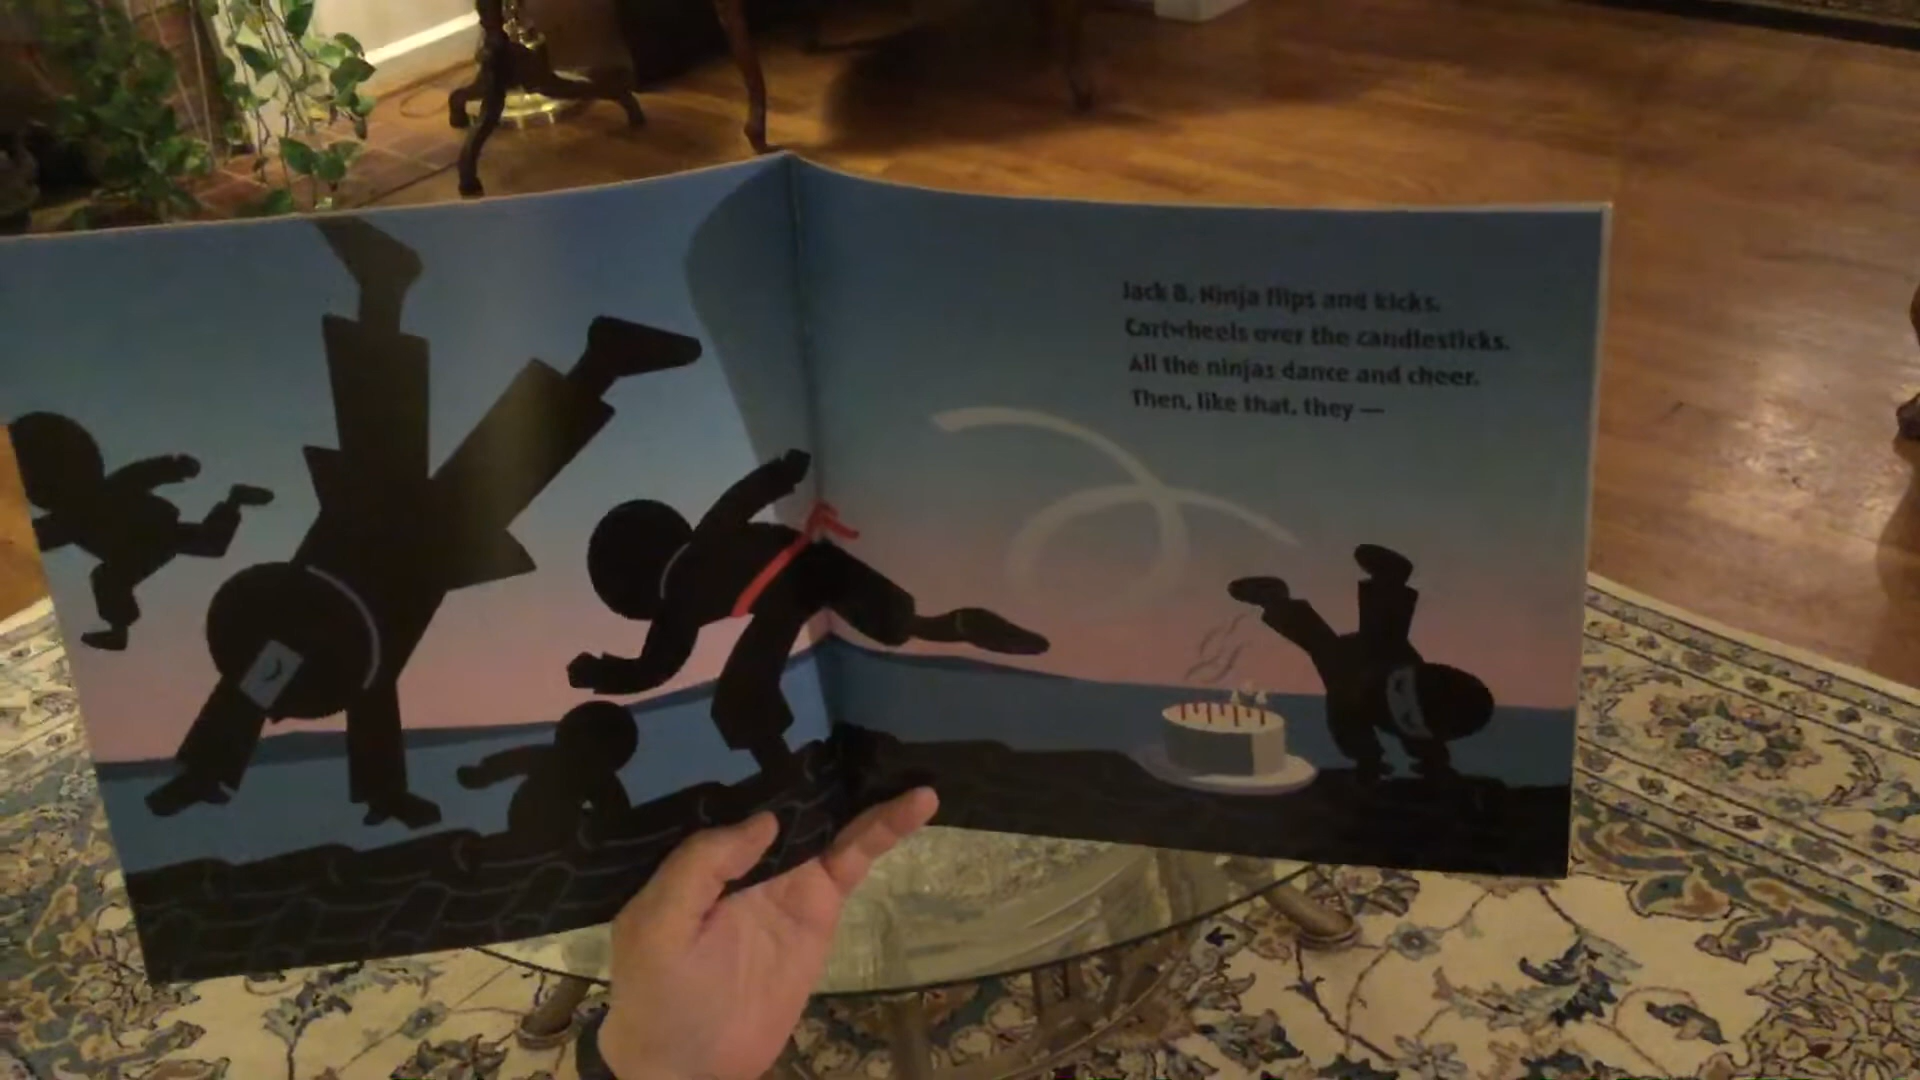 Jack B. Ninja flips and kicks.
Cartwheels over the candlesticks.
All the ninjas dance and cheer.
Then, like that, they —